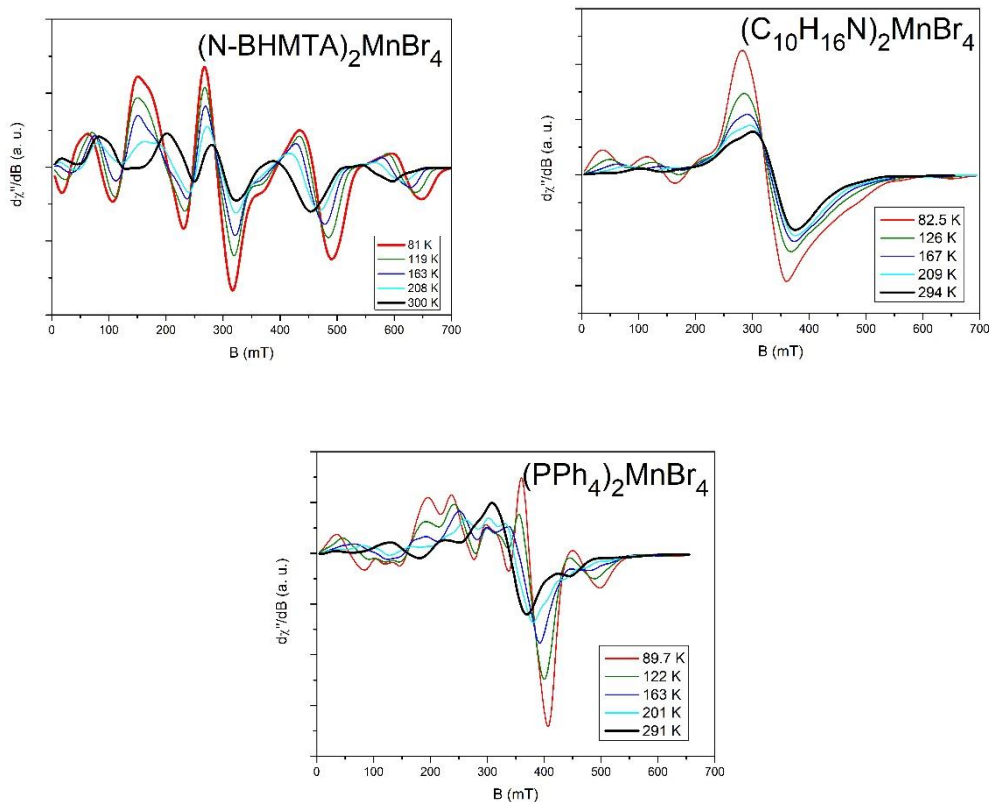 (N-BHMTA)₂MnBr₄
dχ''/dB (a. u.)
81 K
119 K
163 K
208 K
300 K
0 100 200 300 400 500 600 700
B (mT)
(C₁₀H₁₆N)₂MnBr₄
dχ''/dB (a. u.)
82.5 K
126 K
167 K
209 K
294 K
0 100 200 300 400 500 600 700
B (mT)
(PPh₄)₂MnBr₄
dχ''/dB (a. u.)
89.7 K
122 K
163 K
201 K
291 K
0 100 200 300 400 500 600 700
B (mT)